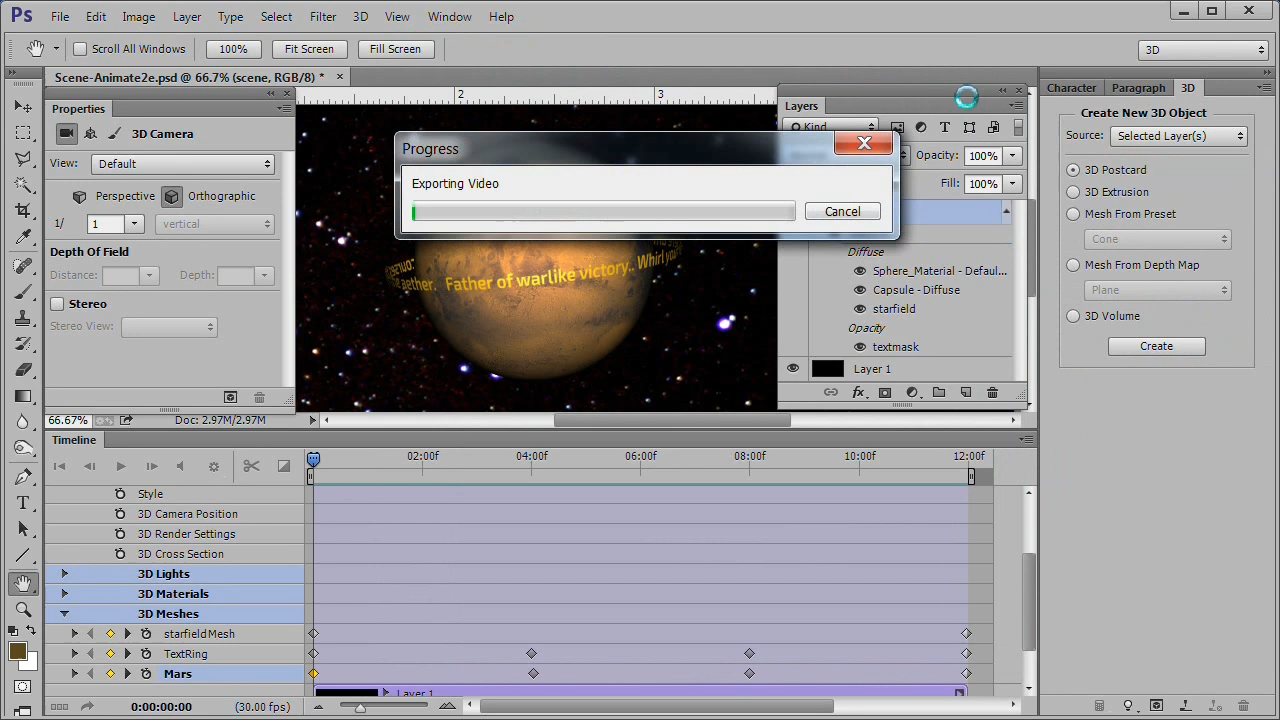 Ps File Edit Image Layer Type Select Filter 3D View Window Help
Scroll All Windows 100% Fit Screen Fill Screen 3D
Scene-Animate2e.psd @ 66.7% (scene, RGB/8) *
Properties
3D Camera
View: Default
Perspective Orthographic
1/ 1 vertical
Depth Of Field
Distance: Depth:
Stereo
Stereo View:
2 3
Progress
Exporting Video
Cancel
Father of warlike victory.. Whirl
aether.
Layers
Kind
Opacity: 100%
Fill: 100%
Diffuse
Sphere_Material - Defaul...
Capsule - Diffuse
starfield
Opacity
textmask
Layer 1
fx
Character Paragraph 3D
Create New 3D Object
Source: Selected Layer(s)
3D Postcard
3D Extrusion
Mesh From Preset
Cone
Mesh From Depth Map
Plane
3D Volume
Create
66.67% Doc: 2.97M/2.97M
Timeline
02:00f 04:00f 06:00f 08:00f 10:00f 12:00f
Style
3D Camera Position
3D Render Settings
3D Cross Section
3D Lights
3D Materials
3D Meshes
starfieldMesh
TextRing
Mars
Layer 1
0:00:00:00 (30.00 fps)